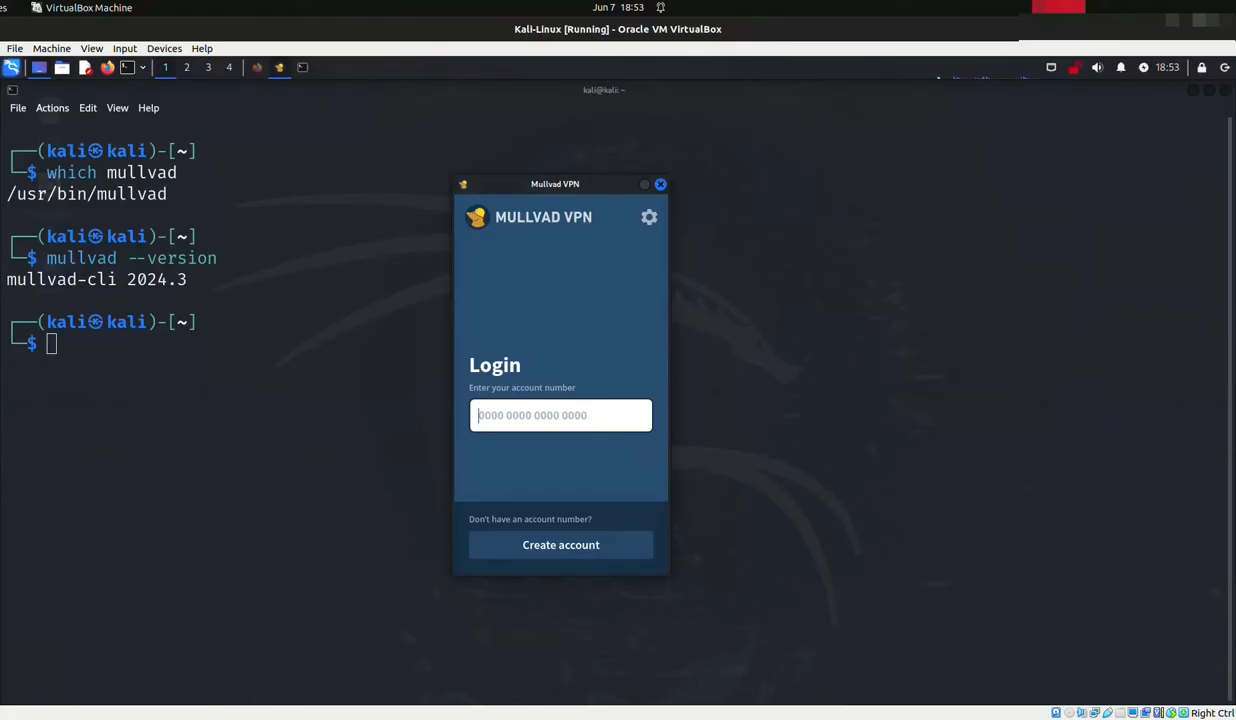 es VirtualBox Machine Jun 7 18:53
Kali-Linux [Running] - Oracle VM VirtualBox
File Machine View Input Devices Help
1 2 3 4 18:53
kali@kali: ~
File Actions Edit View Help
┌──(kali㉿kali)-[~]
└─$ which mullvad
/usr/bin/mullvad
┌──(kali㉿kali)-[~]
└─$ mullvad --version
mullvad-cli 2024.3
┌──(kali㉿kali)-[~]
└─$
Mullvad VPN
MULLVAD VPN
Login
Enter your account number
0000 0000 0000 0000
Don't have an account number?
Create account
Right Ctrl